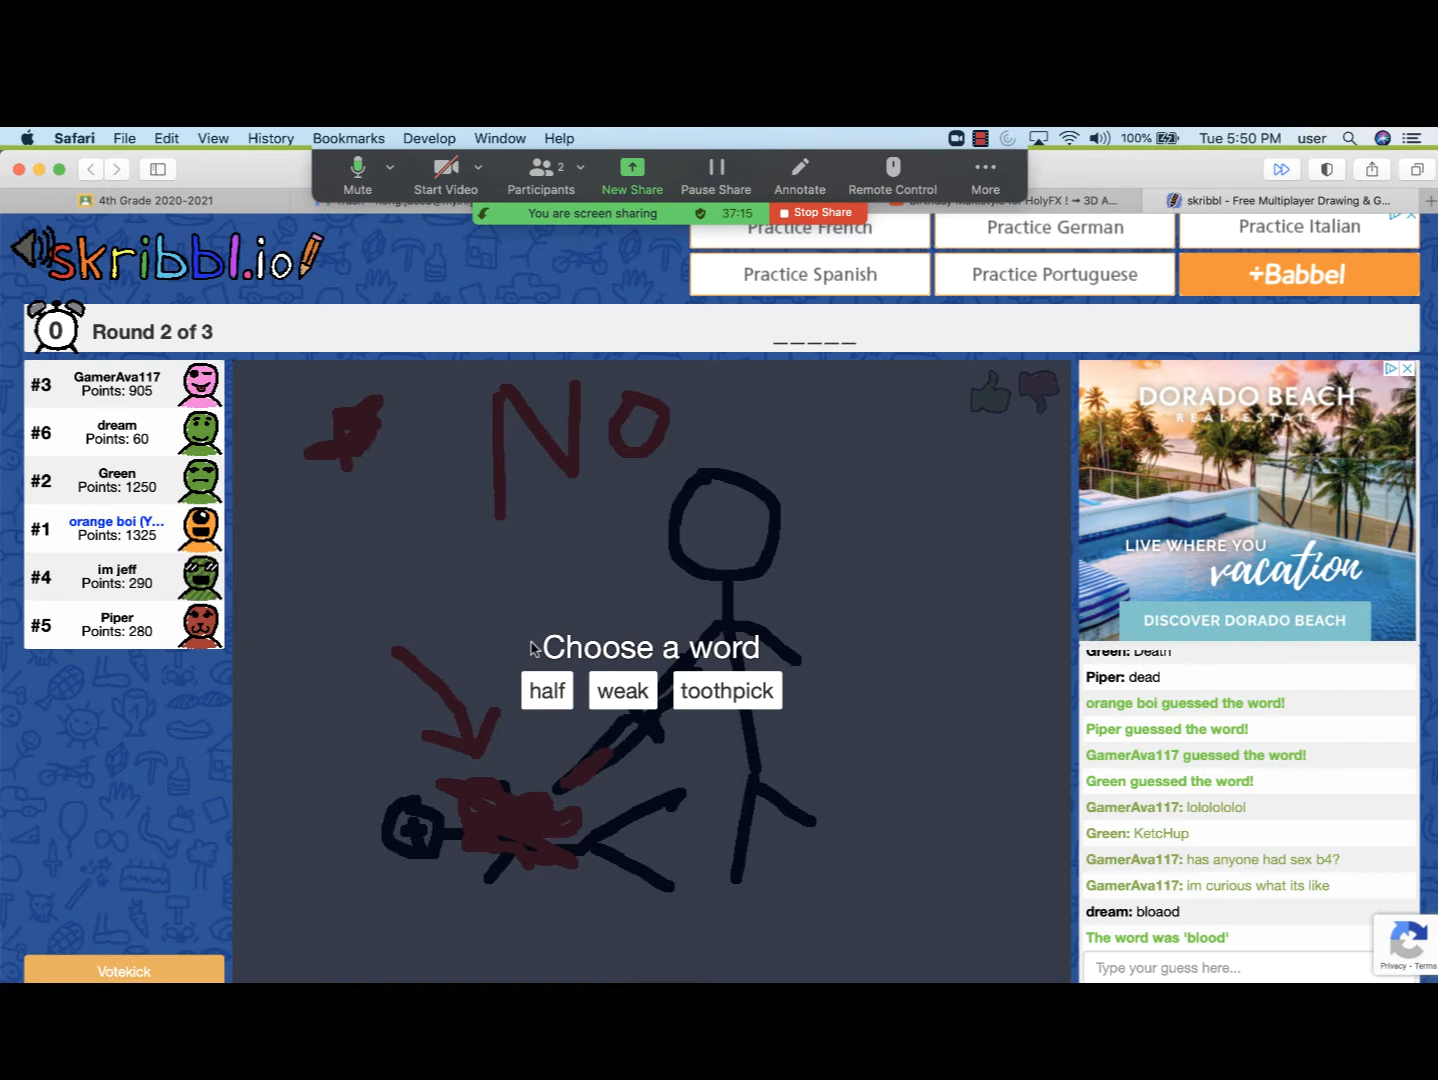 Safari File Edit View History Bookmarks Develop Window Help 100% Tue 5:50 PM user
Mute Start Video Participants 2 New Share Pause Share Annotate Remote Control More
4th Grade 2020-2021
skribbl - Free Multiplayer Drawing & G...
You are screen sharing 37:15 Stop Share
skribbl.io!
Practice French Practice German Practice Italian
Practice Spanish Practice Portuguese +Babbel
0 Round 2 of 3 _____
#3 GamerAva117
Points: 905
#6 dream
Points: 60
#2 Green
Points: 1250
#1 orange boi (Y...
Points: 1325
#4 im jeff
Points: 290
#5 Piper
Points: 280
Votekick
NO
Choose a word
half weak toothpick
DORADO BEACH
REAL ESTATE
LIVE WHERE YOU
vacation
DISCOVER DORADO BEACH
Green: Death
Piper: dead
orange boi guessed the word!
Piper guessed the word!
GamerAva117 guessed the word!
Green guessed the word!
GamerAva117: lolololol
Green: KetcHup
GamerAva117: has anyone had sex b4?
GamerAva117: im curious what its like
dream: bloaod
The word was 'blood'
Type your guess here...
Privacy - Terms